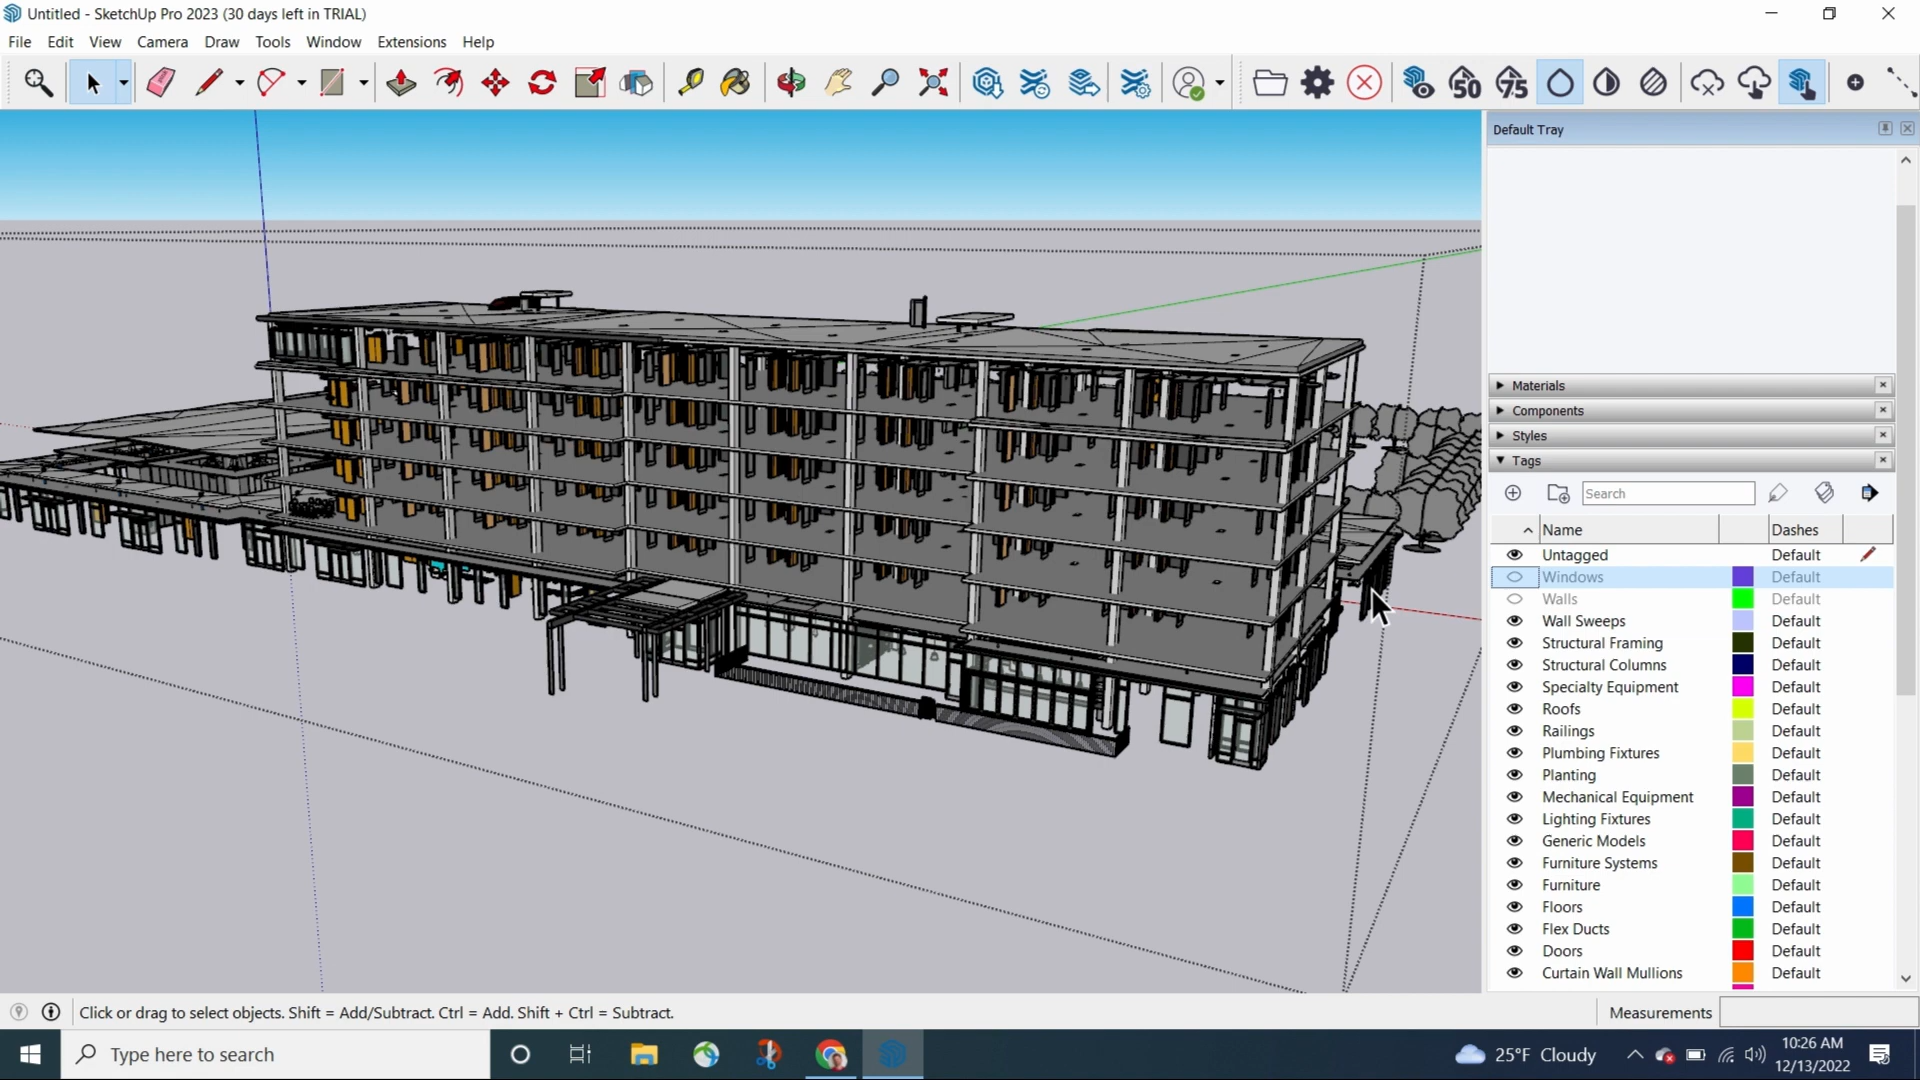 Untitled - SketchUp Pro 2023 (30 days left in TRIAL)
File Edit View Camera Draw Tools Window Extensions Help
50 75
Default Tray
Materials
Components
Styles
Tags
Search
Name Dashes
Untagged Default
Windows Default
Walls Default
Wall Sweeps Default
Structural Framing Default
Structural Columns Default
Specialty Equipment Default
Roofs Default
Railings Default
Plumbing Fixtures Default
Planting Default
Mechanical Equipment Default
Lighting Fixtures Default
Generic Models Default
Furniture Systems Default
Furniture Default
Floors Default
Flex Ducts Default
Doors Default
Curtain Wall Mullions Default
Click or drag to select objects. Shift = Add/Subtract. Ctrl = Add. Shift + Ctrl = Subtract.
Measurements
Type here to search
25°F Cloudy
10:26 AM
12/13/2022